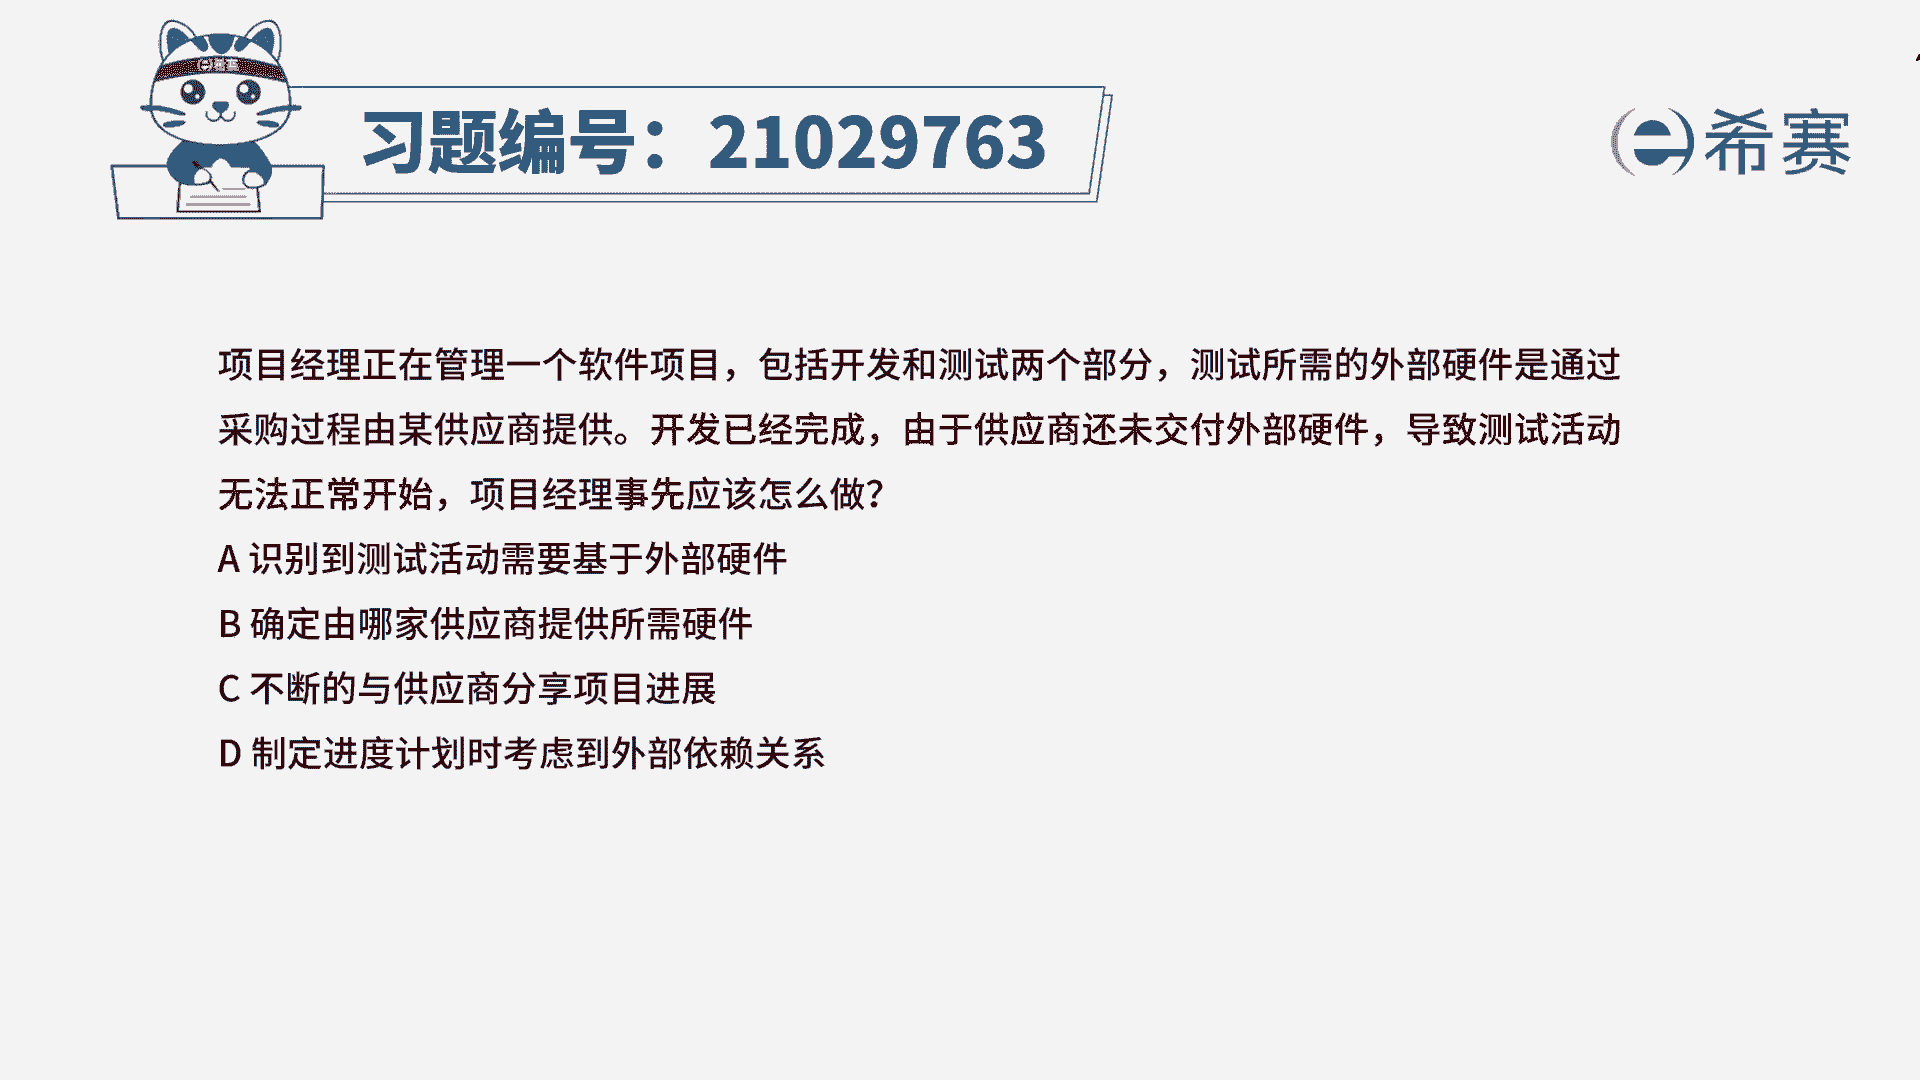 习题编号：21029763
希赛
希赛
项目经理正在管理一个软件项目，包括开发和测试两个部分，测试所需的外部硬件是通过
采购过程由某供应商提供。开发已经完成，由于供应商还未交付外部硬件，导致测试活动
无法正常开始，项目经理事先应该怎么做？
A 识别到测试活动需要基于外部硬件
B 确定由哪家供应商提供所需硬件
C 不断的与供应商分享项目进展
D 制定进度计划时考虑到外部依赖关系